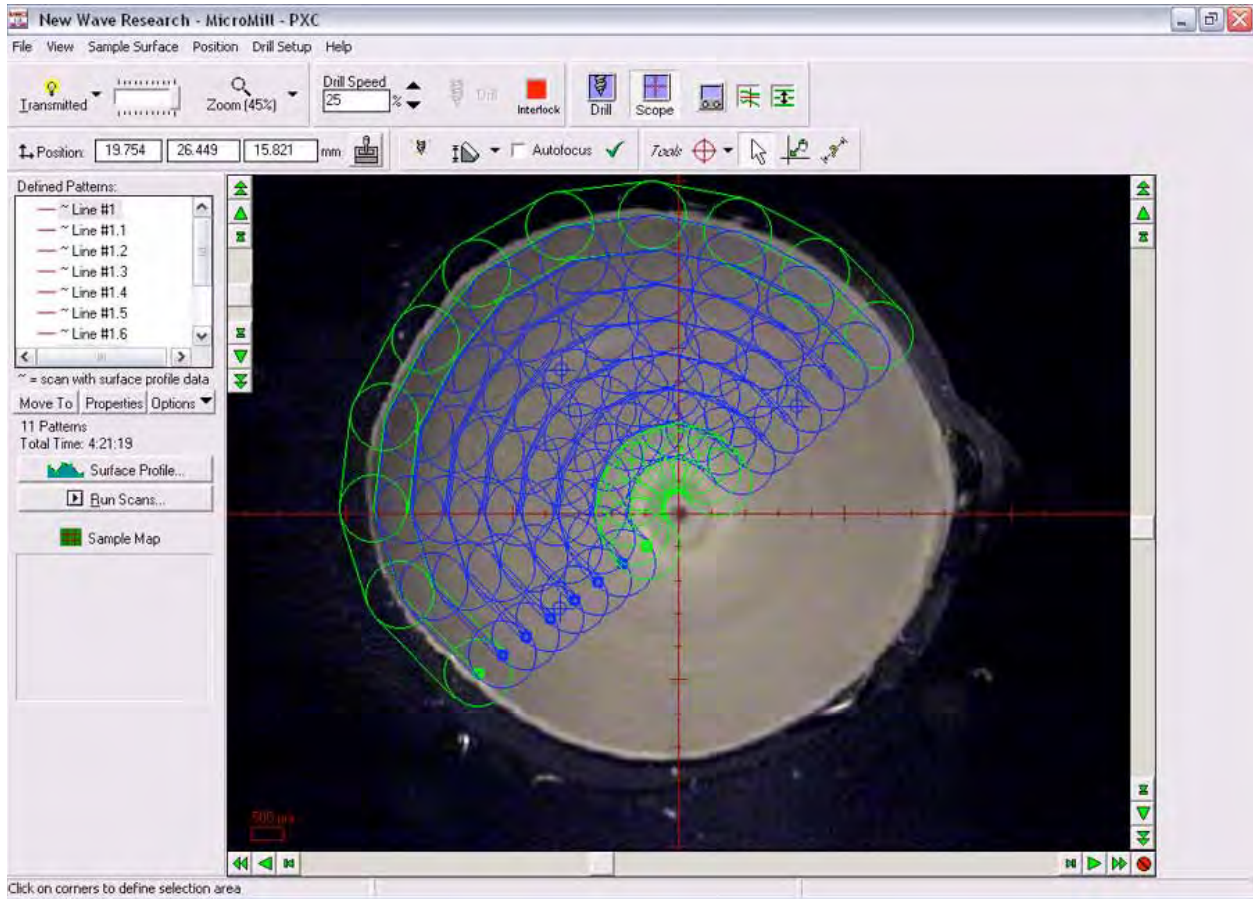 New Wave Research - MicroMill - PXC
File View Sample Surface Position Drill Setup Help
Transmitted
Zoom (45%)
Drill Speed
25 %
Drill
Interlock
Drill
Scope
Position: 19.754 26.449 15.821 mm
Autofocus
Tools
Defined Patterns:
~ Line #1
~ Line #1.1
~ Line #1.2
~ Line #1.3
~ Line #1.4
~ Line #1.5
~ Line #1.6
~ = scan with surface profile data
Move To Properties Options
11 Patterns
Total Time: 4:21:19
Surface Profile...
Run Scans...
Sample Map
500 µm
Click on corners to define selection area